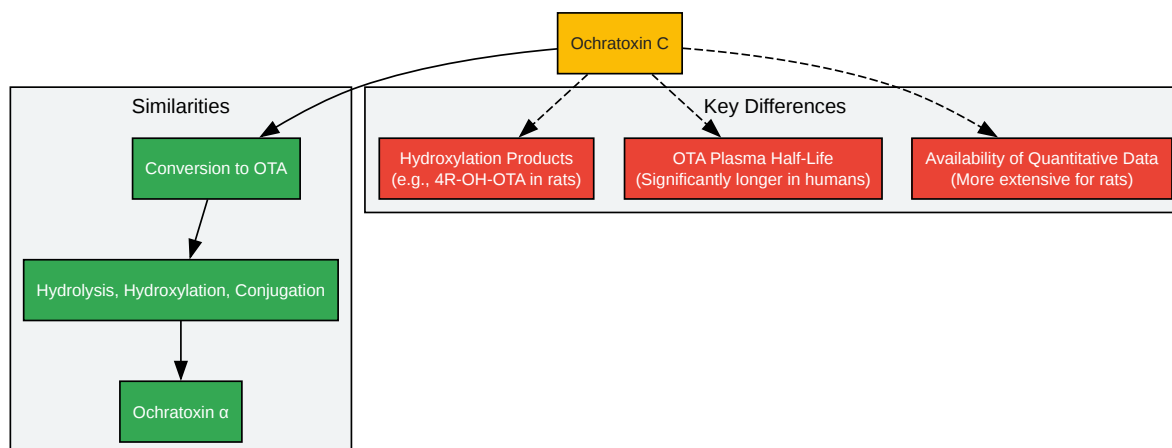 Ochratoxin C
Similarities
Key Differences
Conversion to OTA
Hydroxylation Products
(e.g., 4R-OH-OTA in rats)
OTA Plasma Half-Life
(Significantly longer in humans)
Availability of Quantitative Data
(More extensive for rats)
Hydrolysis, Hydroxylation, Conjugation
Ochratoxin α